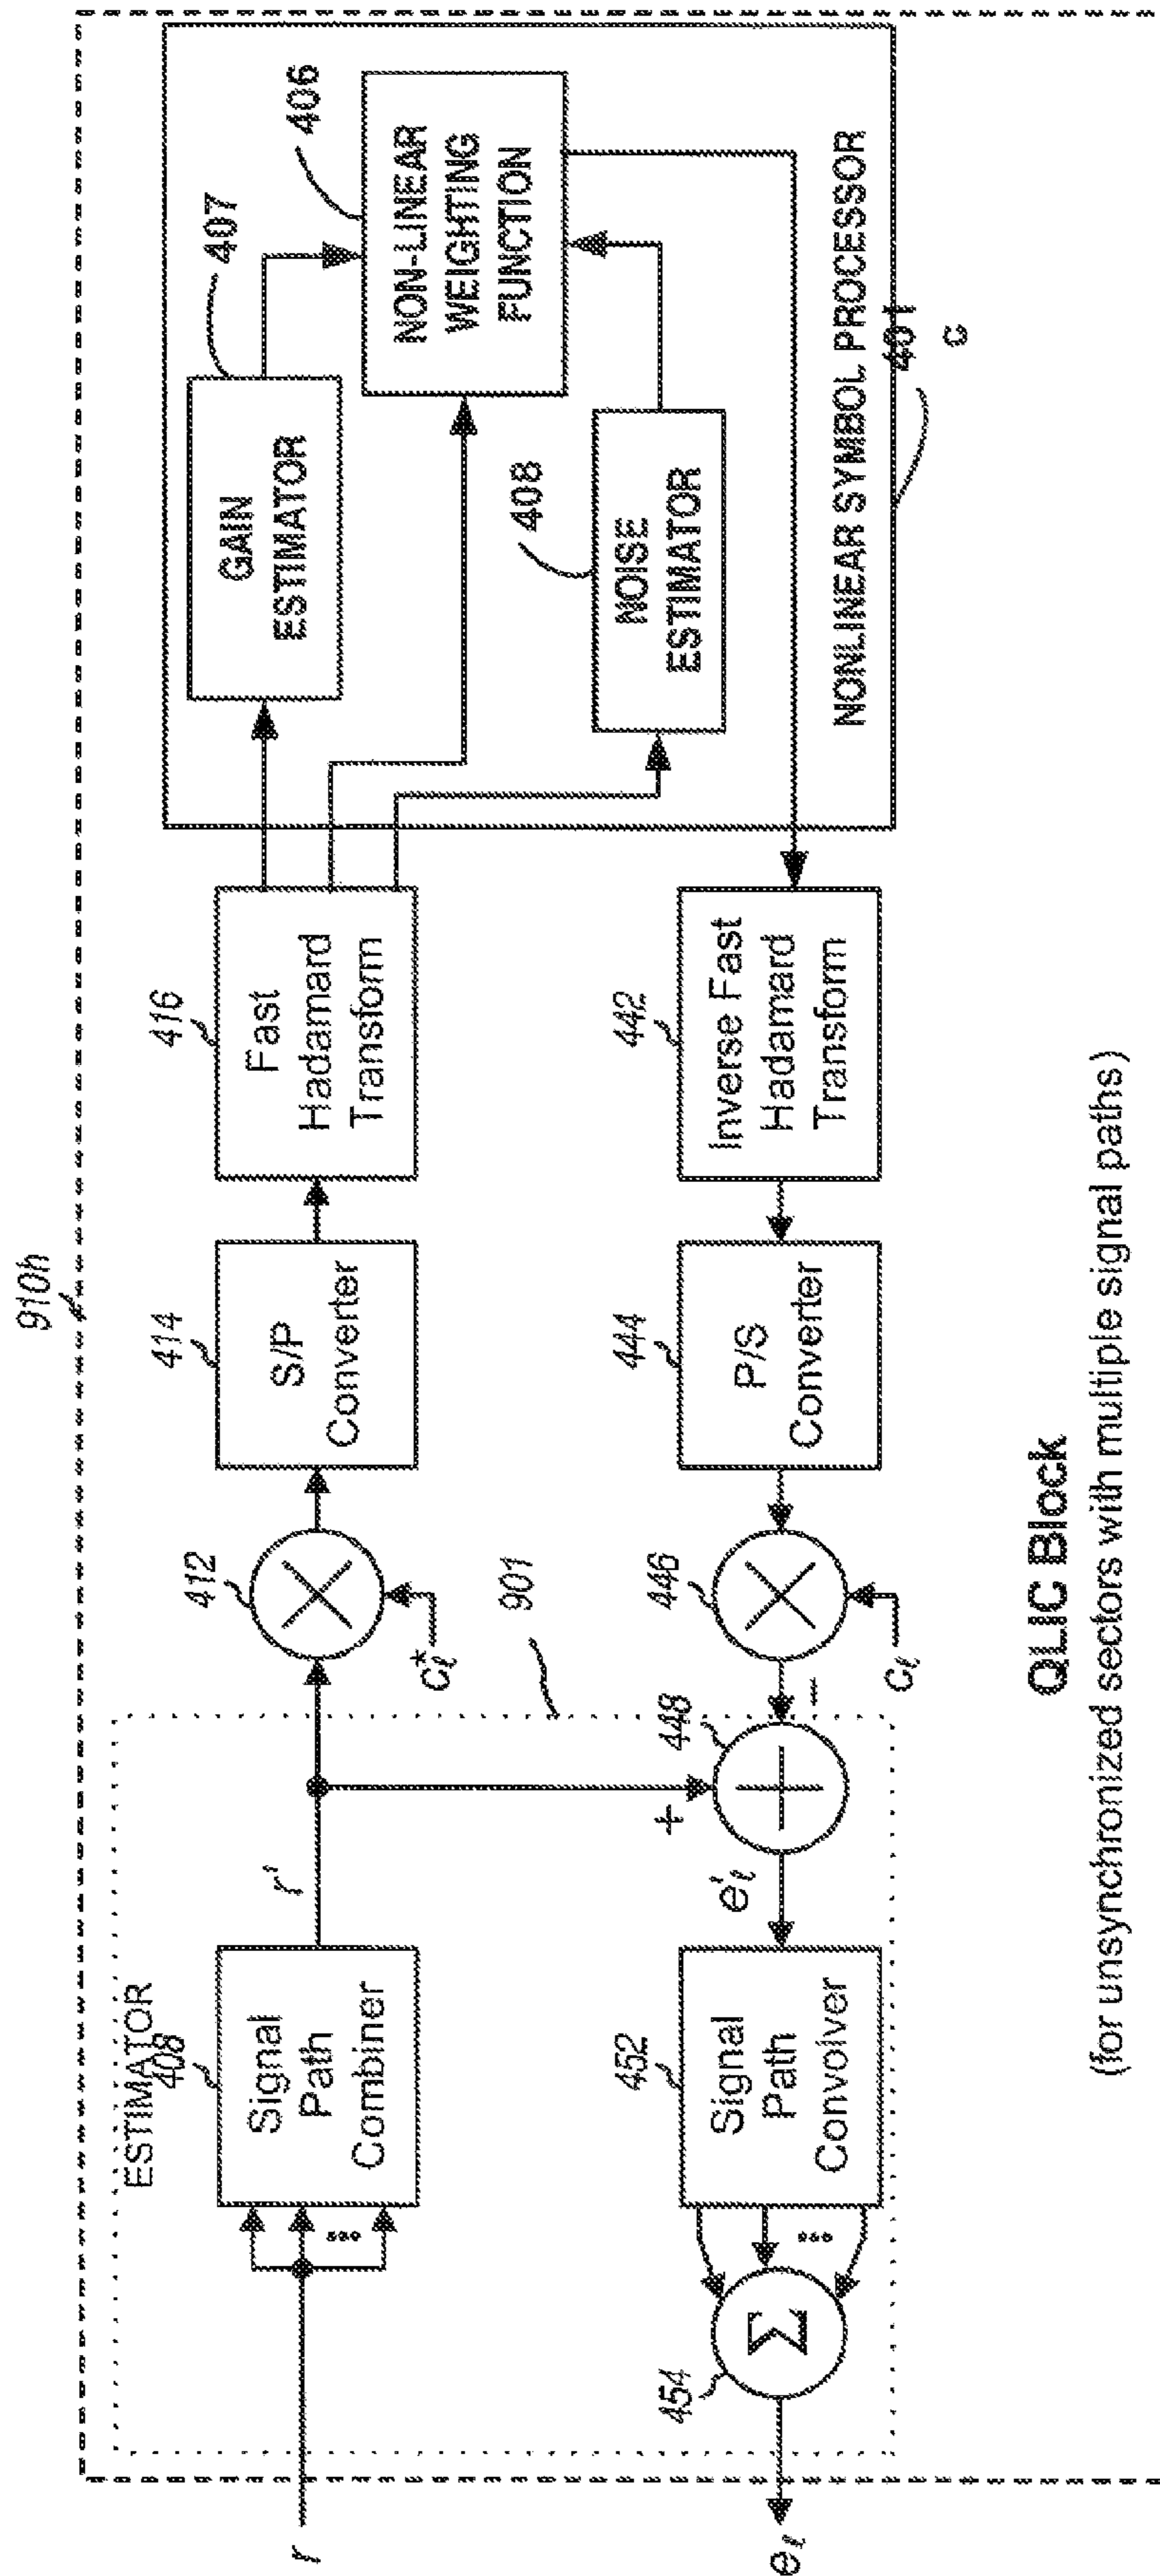 910h
ESTIMATOR
408
Signal
Path
Combiner
r
r'
412
c*ℓ
414
S/P
Converter
416
Fast
Hadamard
Transform
407
GAIN
ESTIMATOR
406
NON-LINEAR
WEIGHTING
FUNCTION
408
NOISE
ESTIMATOR
NONLINEAR SYMBOL PROCESSOR
401
c
442
Inverse Fast
Hadamard
Transform
444
P/S
Converter
446
cℓ
901
448
+
−
e'ℓ
452
Signal
Path
Convolver
Σ
454
eℓ
QLIC Block
(for unsynchronized sectors with multiple signal paths)